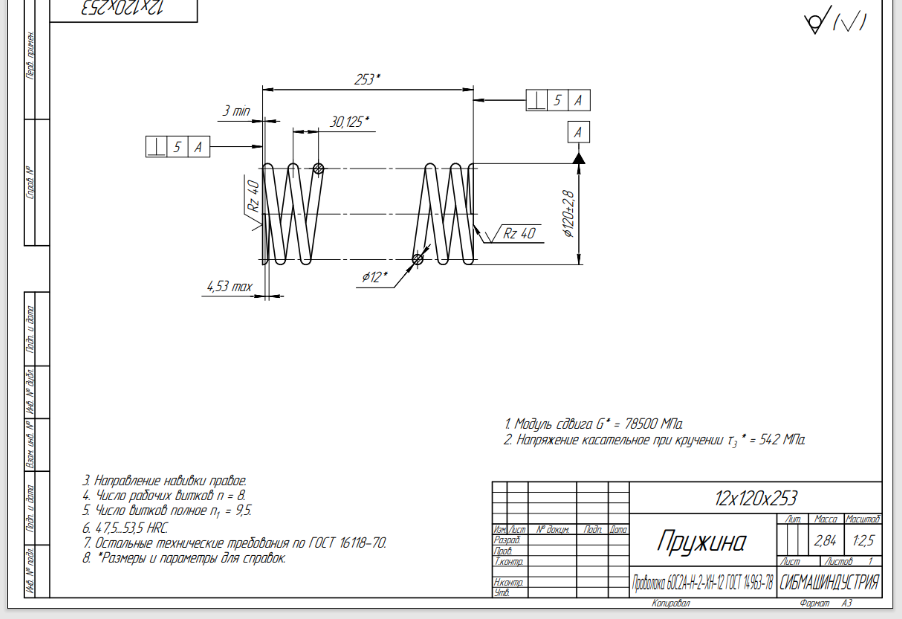 12x120x253
Перв. примен.
Справ. №
Подп. и дата
Инв. № дубл.
Взам. инв. №
Подп. и дата
Инв. № подл.
√ (√)
253*
3 min
30,125*
⊥ 5 А
⊥ 5 А
А
Rz 40
Rz 40
⌀120±2,8
⌀12*
4,53 max
1. Модуль сдвига G* = 78500 МПа.
2. Напряжение касательное при кручении τ₃* = 542 МПа.
3. Направление навивки правое.
4. Число рабочих витков n = 8.
5. Число витков полное n₁ = 9,5.
6. 47,5...53,5 HRC.
7. Остальные технические требования по ГОСТ 16118-70.
8. *Размеры и параметры для справок.
12x120x253
Изм. Лист № докум. Подп. Дата
Разраб.
Пров.
Т.контр.
Н.контр.
Утв.
Пружина
Лит. Масса Масштаб
2,84 1:2,5
Лист Листов 1
Проволока 60С2А-Н-2-ХН-12 ГОСТ 14963-78
СИБМАШИНДУСТРИЯ
Копировал Формат А3